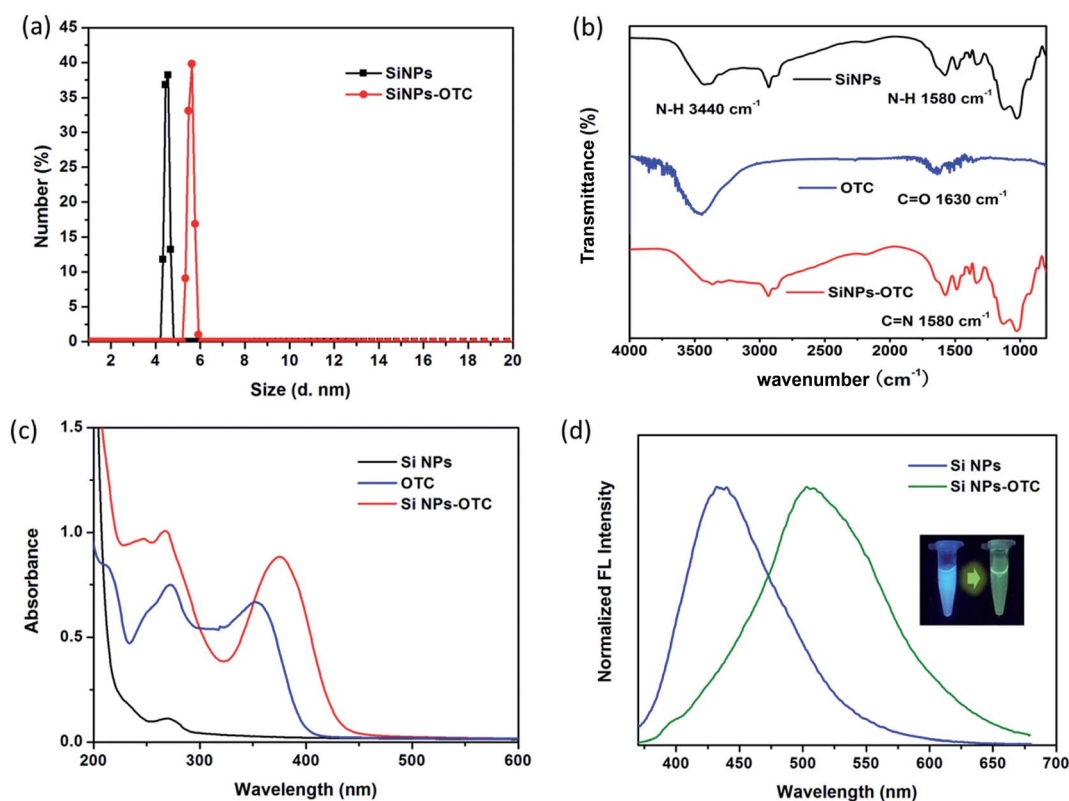 (a)
50
45
40
35
30
25
20
15
10
5
0
Number (%)
SiNPs
SiNPs-OTC
2 4 6 8 10 12 14 16 18 20
Size (d. nm)
(b)
Transmittance (%)
SiNPs
N-H 3440 cm⁻¹
N-H 1580 cm⁻¹
OTC
C=O 1630 cm⁻¹
SiNPs-OTC
C=N 1580 cm⁻¹
4000 3500 3000 2500 2000 1500 1000
wavenumber (cm⁻¹)
(c)
1.5
1.0
0.5
0.0
Absorbance
Si NPs
OTC
Si NPs-OTC
200 300 400 500 600
Wavelength (nm)
(d)
Normalized FL Intensity
Si NPs
Si NPs-OTC
400 450 500 550 600 650 700
Wavelength (nm)